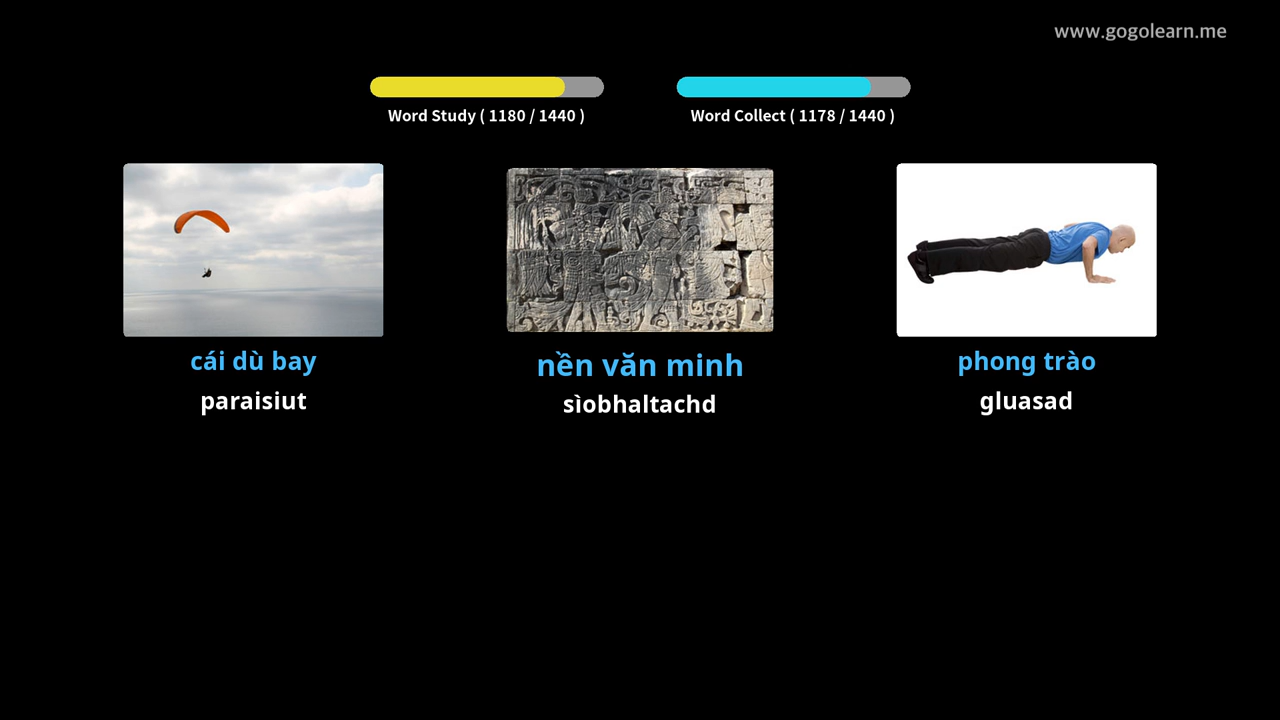 www.gogolearn.me
Word Study ( 1180 / 1440 )
Word Collect ( 1178 / 1440 )
cái dù bay
paraisiut
nền văn minh
sìobhaltachd
phong trào
gluasad